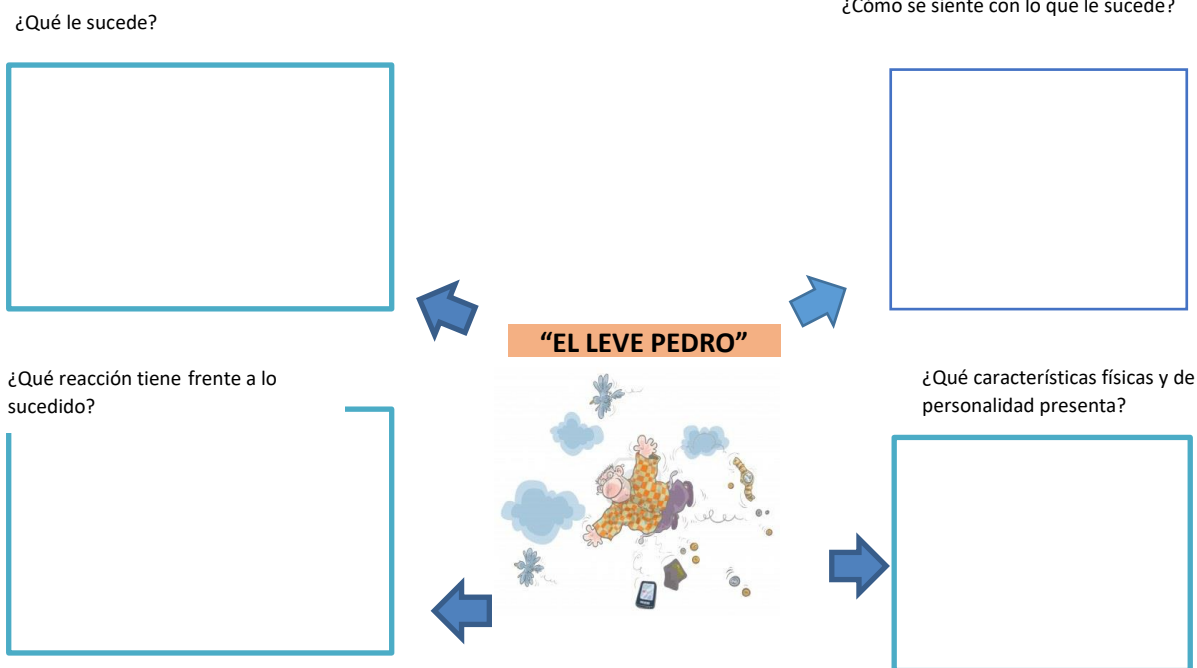 ¿Qué le sucede?
¿Cómo se siente con lo que le sucede?
“EL LEVE PEDRO”
¿Qué reacción tiene frente a lo
sucedido?
¿Qué características físicas y de
personalidad presenta?